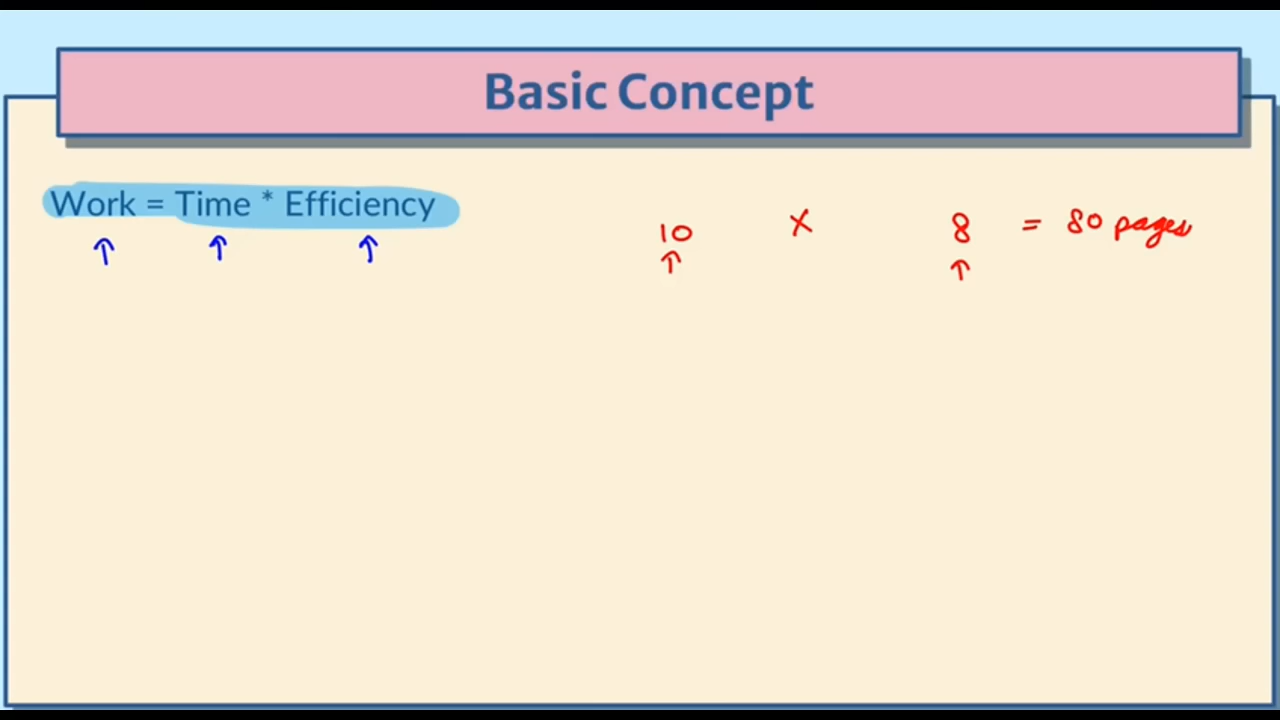 Basic Concept
Work = Time * Efficiency
10 × 8 = 80 pages